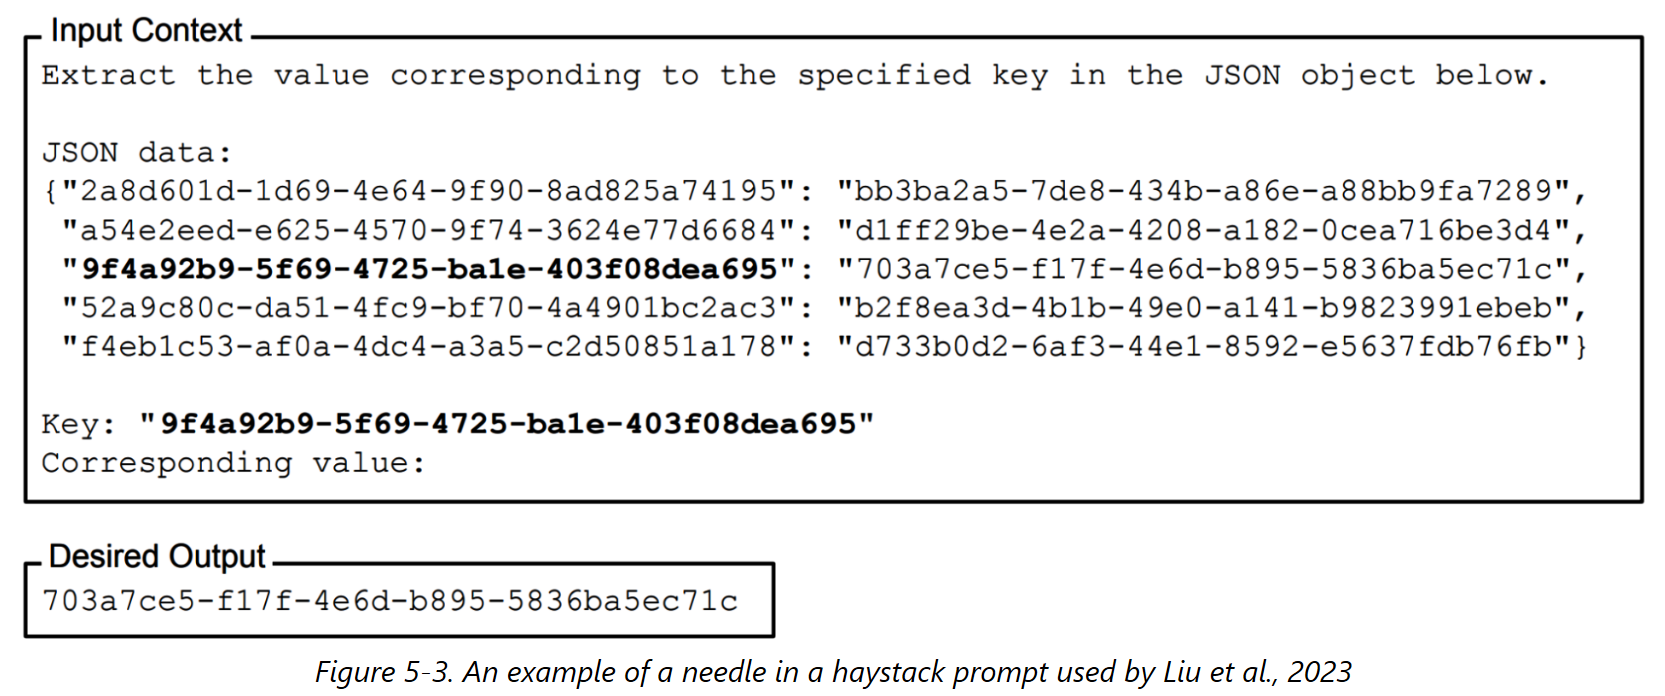 Input Context
Extract the value corresponding to the specified key in the JSON object below.
JSON data:
{"2a8d601d-1d69-4e64-9f90-8ad825a74195": "bb3ba2a5-7de8-434b-a86e-a88bb9fa7289",
"a54e2eed-e625-4570-9f74-3624e77d6684": "d1ff29be-4e2a-4208-a182-0cea716be3d4",
"9f4a92b9-5f69-4725-ba1e-403f08dea695": "703a7ce5-f17f-4e6d-b895-5836ba5ec71c",
"52a9c80c-da51-4fc9-bf70-4a4901bc2ac3": "b2f8ea3d-4b1b-49e0-a141-b9823991ebeb",
"f4eb1c53-af0a-4dc4-a3a5-c2d50851a178": "d733b0d2-6af3-44e1-8592-e5637fdb76fb"}
Key: "9f4a92b9-5f69-4725-ba1e-403f08dea695"
Corresponding value:
Desired Output
703a7ce5-f17f-4e6d-b895-5836ba5ec71c
Figure 5-3. An example of a needle in a haystack prompt used by Liu et al., 2023